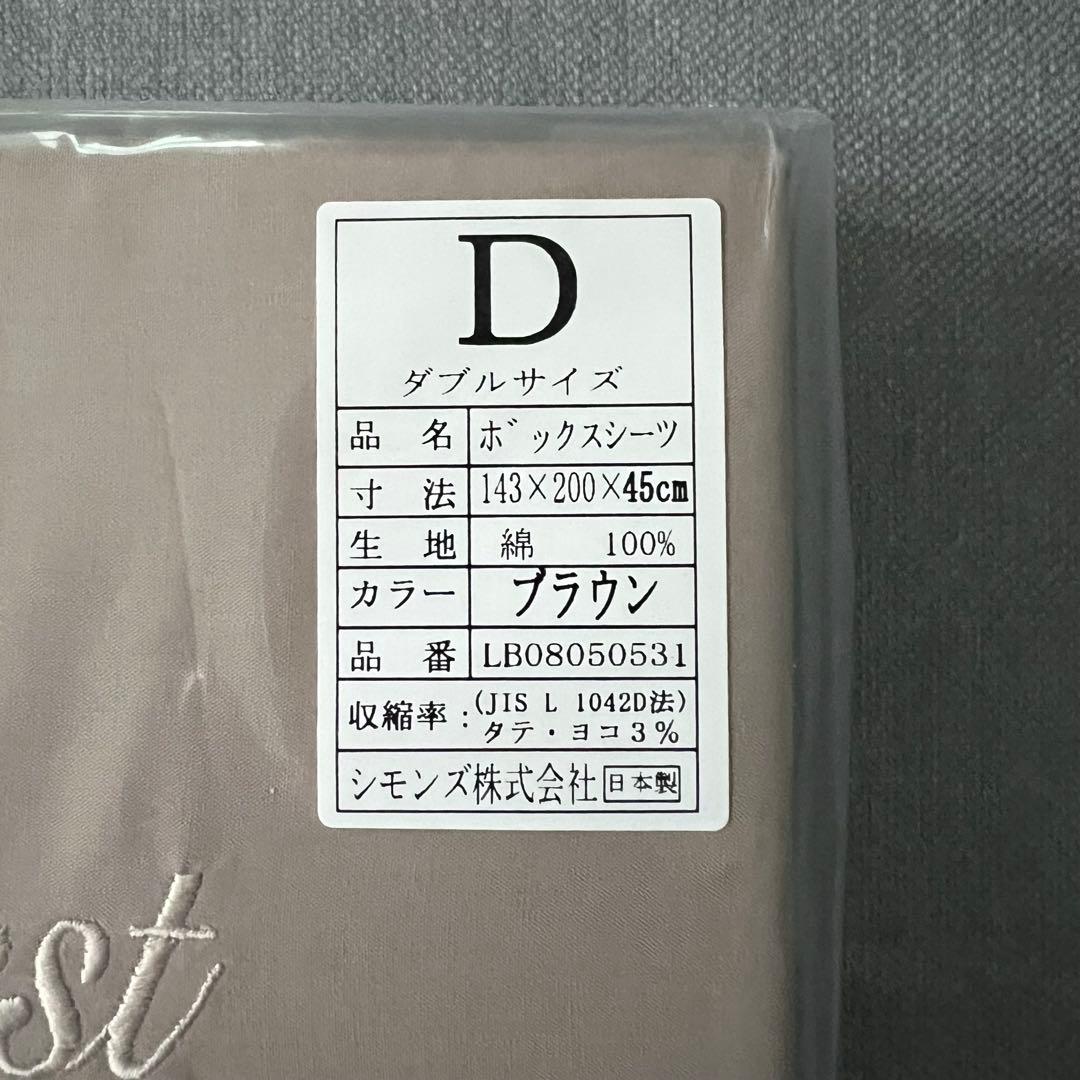 D
ダブルサイズ
品 名 ボックスシーツ
寸 法 143×200×45cm
生 地 綿 100%
カラー ブラウン
品 番 LB08050531
収縮率:(JIS L 1042D法)
タテ・ヨコ3%
シモンズ株式会社 日本製
st